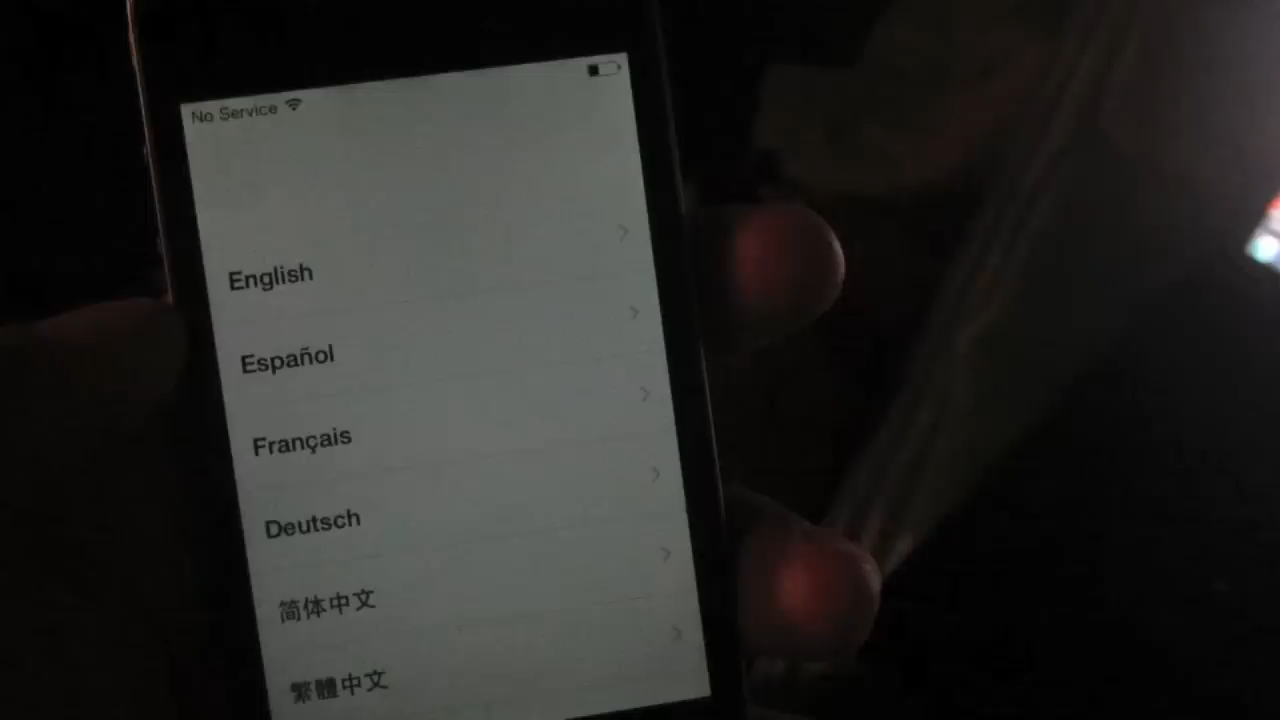 No Service
English
Español
Français
Deutsch
简体中文
繁體中文